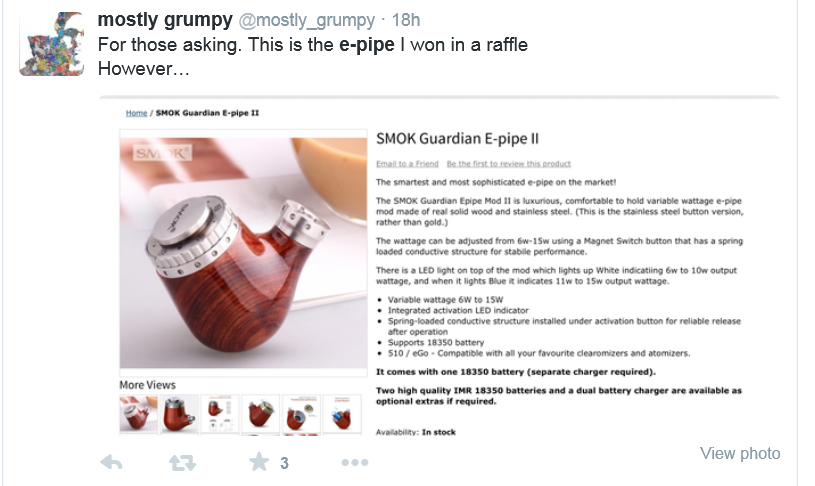 mostly grumpy @mostly_grumpy · 18h
For those asking. This is the e-pipe I won in a raffle
However…
Home / SMOK Guardian E-pipe II
SMOK
SMOK
SMOK Guardian E-pipe II
Email to a Friend Be the first to review this product
The smartest and most sophisticated e-pipe on the market!
The SMOK Guardian Epipe Mod II is luxurious, comfortable to hold variable wattage e-pipe
mod made of real solid wood and stainless steel. (This is the stainless steel button version,
rather than gold.)
The wattage can be adjusted from 6w-15w using a Magnet Switch button that has a spring
loaded conductive structure for stabile performance.
There is a LED light on top of the mod which lights up White indicatiing 6w to 10w output
wattage, and when it lights Blue it indicates 11w to 15w output wattage.
• Variable wattage 6W to 15W
• Integrated activation LED indicator
• Spring-loaded conductive structure installed under activation button for reliable release
after operation
• Supports 18350 battery
• 510 / eGo - Compatible with all your favourite clearomizers and atomizers.
It comes with one 18350 battery (separate charger required).
Two high quality IMR 18350 batteries and a dual battery charger are available as
optional extras if required.
More Views
Availability: In stock
3
View photo